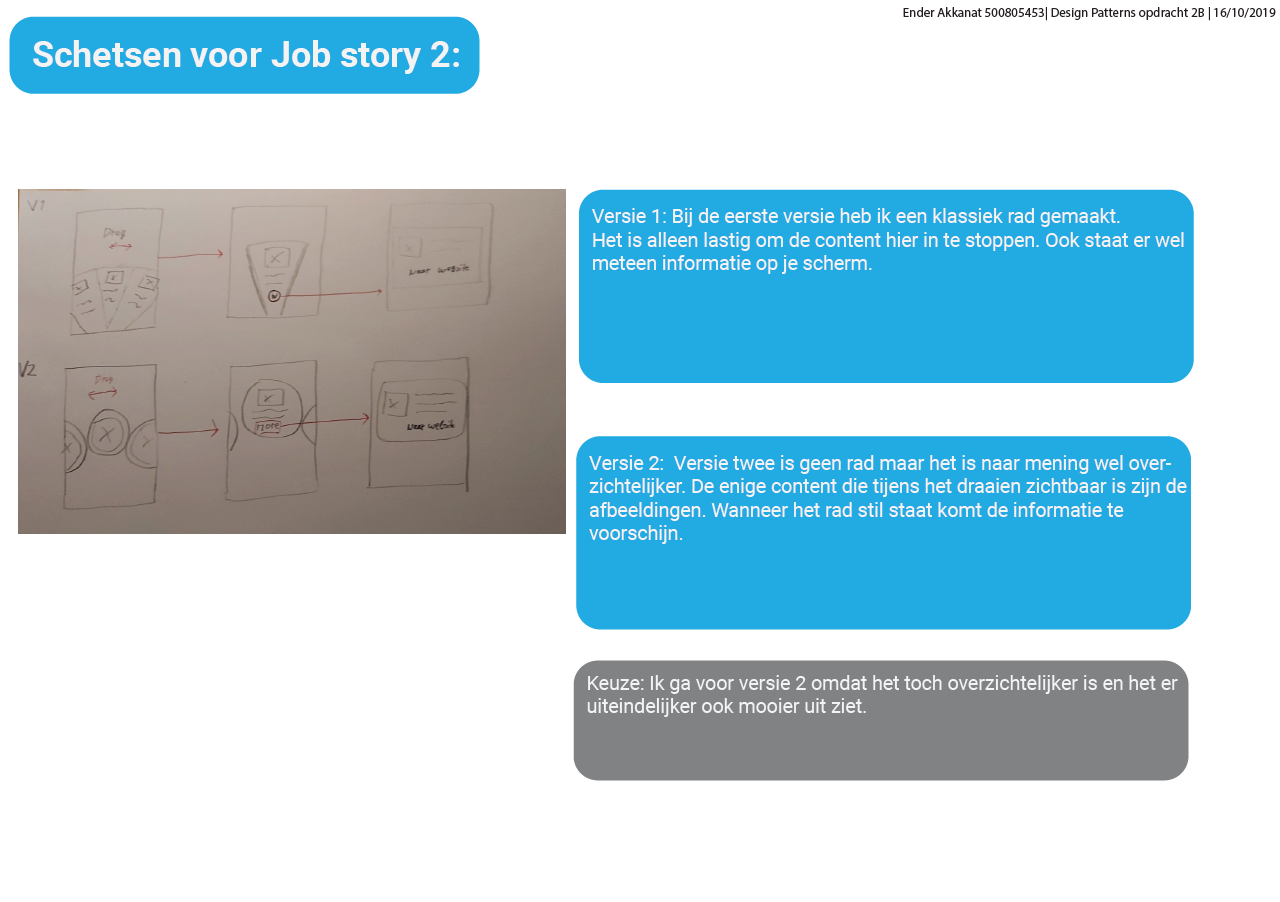 Ender Akkanat 500805453| Design Patterns opdracht 2B | 16/10/2019
Schetsen voor Job story 2:
V1
Drag
Naar website
V2
Drag
More
Naar website
Versie 1: Bij de eerste versie heb ik een klassiek rad gemaakt.
Het is alleen lastig om de content hier in te stoppen. Ook staat er wel
meteen informatie op je scherm.
Versie 2:  Versie twee is geen rad maar het is naar mening wel over-
zichtelijker. De enige content die tijens het draaien zichtbaar is zijn de
afbeeldingen. Wanneer het rad stil staat komt de informatie te
voorschijn.
Keuze: Ik ga voor versie 2 omdat het toch overzichtelijker is en het er
uiteindelijker ook mooier uit ziet.